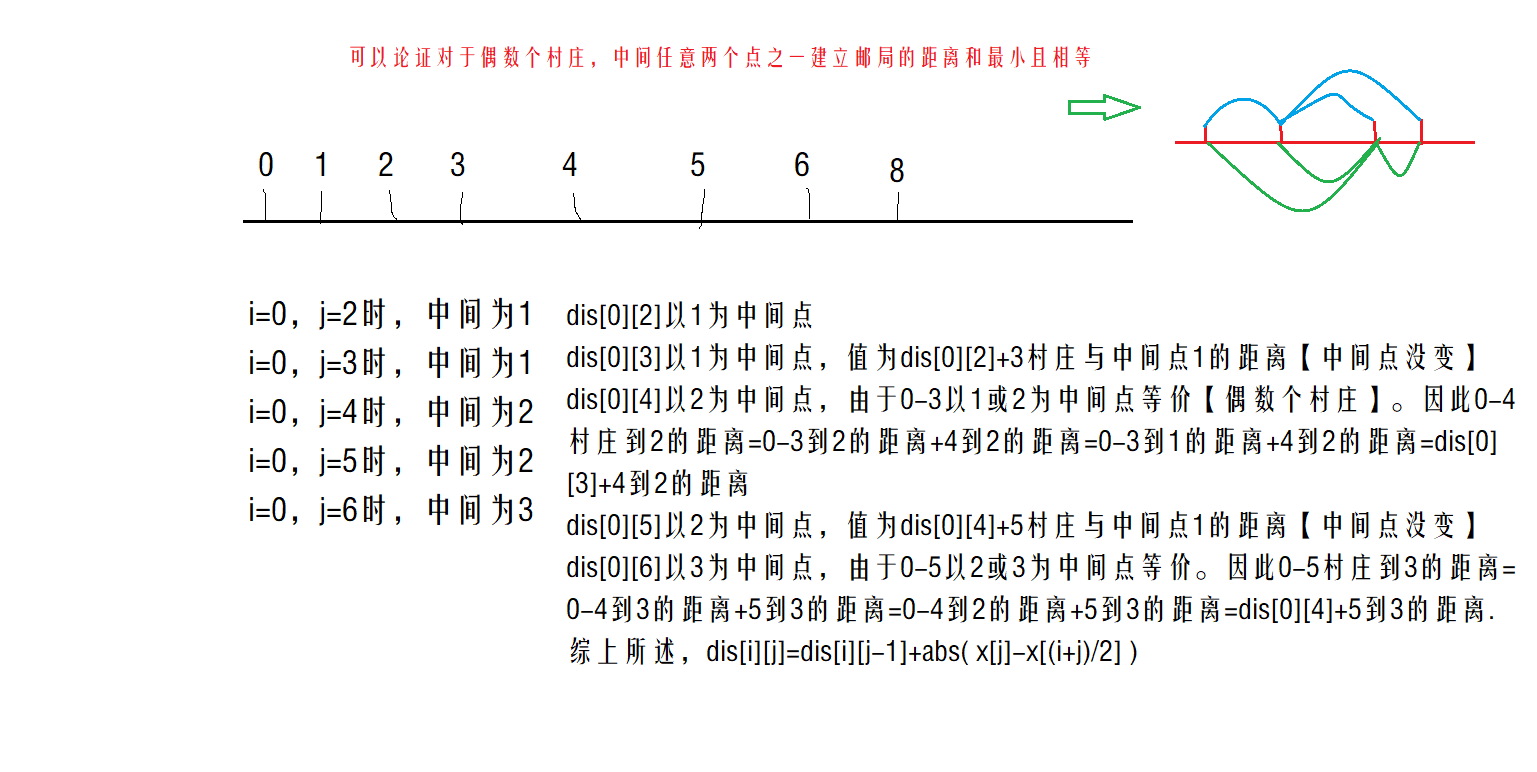 可以论证对于偶数个村庄，中间任意两个点之一建立邮局的距离和最小且相等
0 1 2 3 4 5 6 8
i=0，j=2时，中间为1
i=0，j=3时，中间为1
i=0，j=4时，中间为2
i=0，j=5时，中间为2
i=0，j=6时，中间为3
dis[0][2]以1为中间点
dis[0][3]以1为中间点，值为dis[0][2]+3村庄与中间点1的距离【中间点没变】
dis[0][4]以2为中间点，由于0-3以1或2为中间点等价【偶数个村庄】。因此0-4
村庄到2的距离=0-3到2的距离+4到2的距离=0-3到1的距离+4到2的距离=dis[0]
[3]+4到2的距离
dis[0][5]以2为中间点，值为dis[0][4]+5村庄与中间点1的距离【中间点没变】
dis[0][6]以3为中间点，由于0-5以2或3为中间点等价。因此0-5村庄到3的距离=
0-4到3的距离+5到3的距离=0-4到2的距离+5到3的距离=dis[0][4]+5到3的距离.
综上所述，dis[i][j]=dis[i][j-1]+abs( x[j]-x[(i+j)/2] )